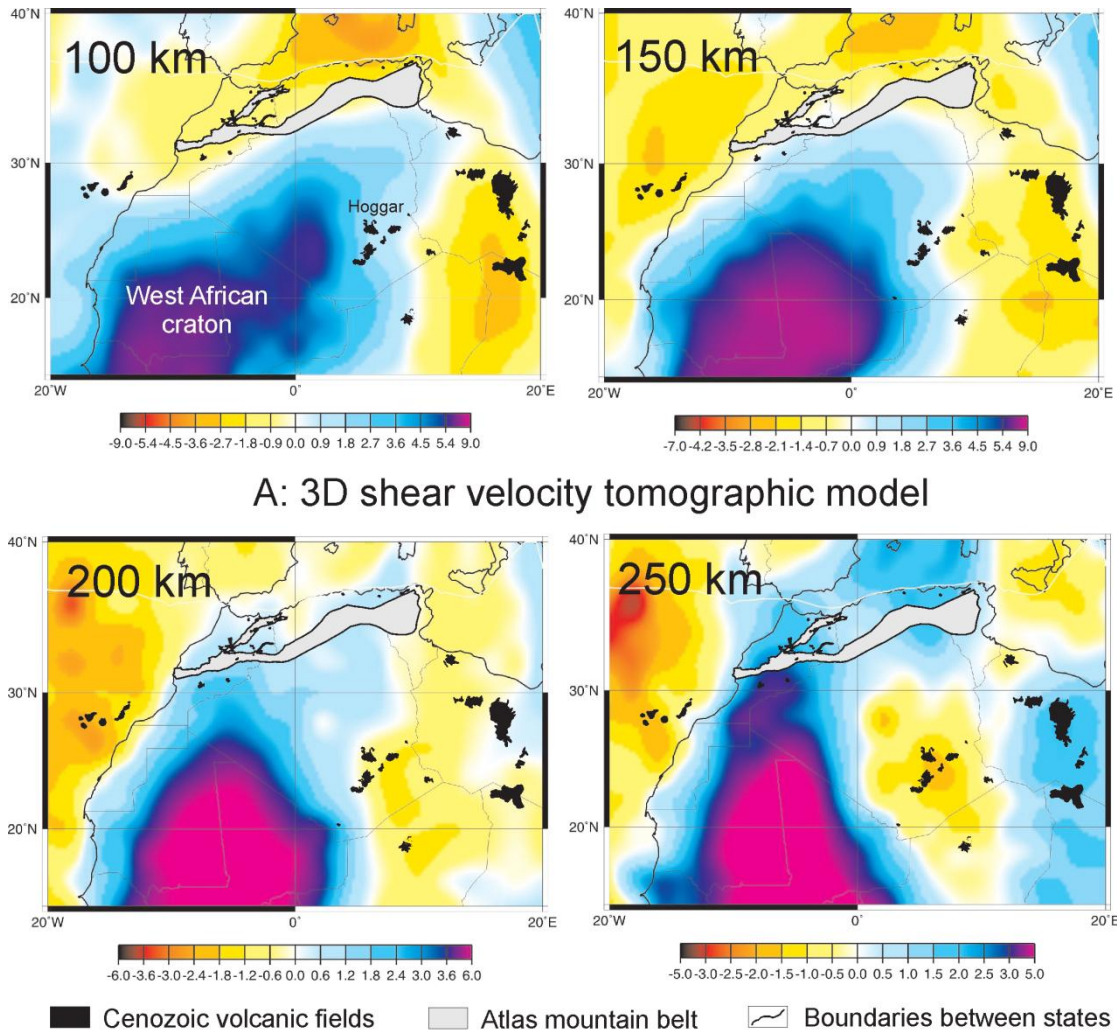 40°N
30°N
20°N
100 km
Hoggar
West African
craton
20°W
0°
20°E
-9.0 -5.4 -4.5 -3.6 -2.7 -1.8 -0.9 0.0 0.9 1.8 2.7 3.6 4.5 5.4 9.0
40°N
30°N
20°N
150 km
20°W
0°
20°E
-7.0 -4.2 -3.5 -2.8 -2.1 -1.4 -0.7 0.0 0.9 1.8 2.7 3.6 4.5 5.4 9.0
A: 3D shear velocity tomographic model
40°N
30°N
20°N
200 km
20°W
0°
20°E
-6.0 -3.6 -3.0 -2.4 -1.8 -1.2 -0.6 0.0 0.6 1.2 1.8 2.4 3.0 3.6 6.0
40°N
30°N
20°N
250 km
20°W
0°
20°E
-5.0 -3.0 -2.5 -2.0 -1.5 -1.0 -0.5 0.0 0.5 1.0 1.5 2.0 2.5 3.0 5.0
Cenozoic volcanic fields
Atlas mountain belt
Boundaries between states